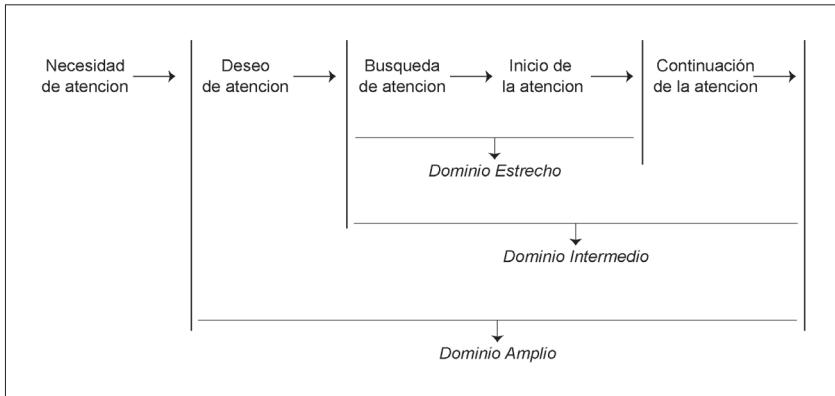 Necesidad
de atencion
Deseo
de atencion
Busqueda
de atencion
Inicio de
la atencion
Continuación
de la atencion
Dominio Estrecho
Dominio Intermedio
Dominio Amplio